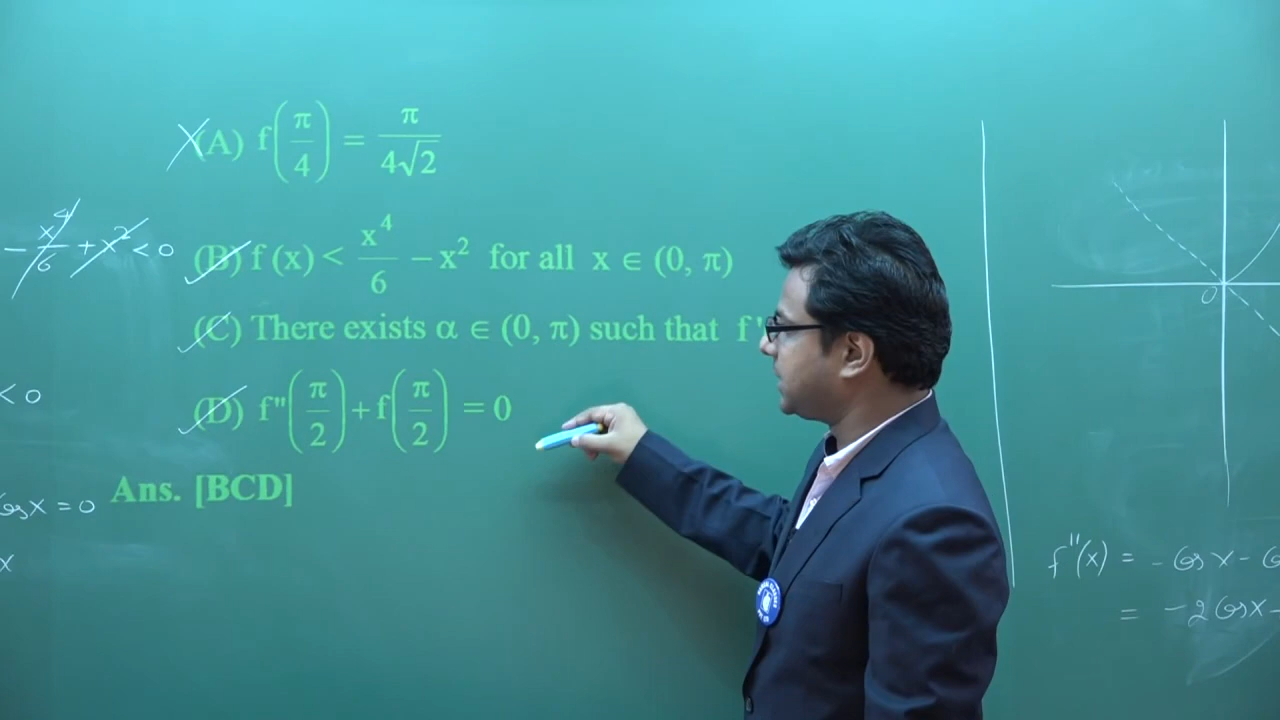 (A) f(π/4) = π/(4√2)
- x⁴/6 + x² < 0
(B) f (x) < x⁴/6 – x² for all x ∈ (0, π)
(C) There exists α ∈ (0, π) such that f '
< 0
(D) f"(π/2) + f(π/2) = 0
Ans. [BCD]
Cos x = 0
x
O
f"(x) = - Cos x -
= - 2 Cos x -